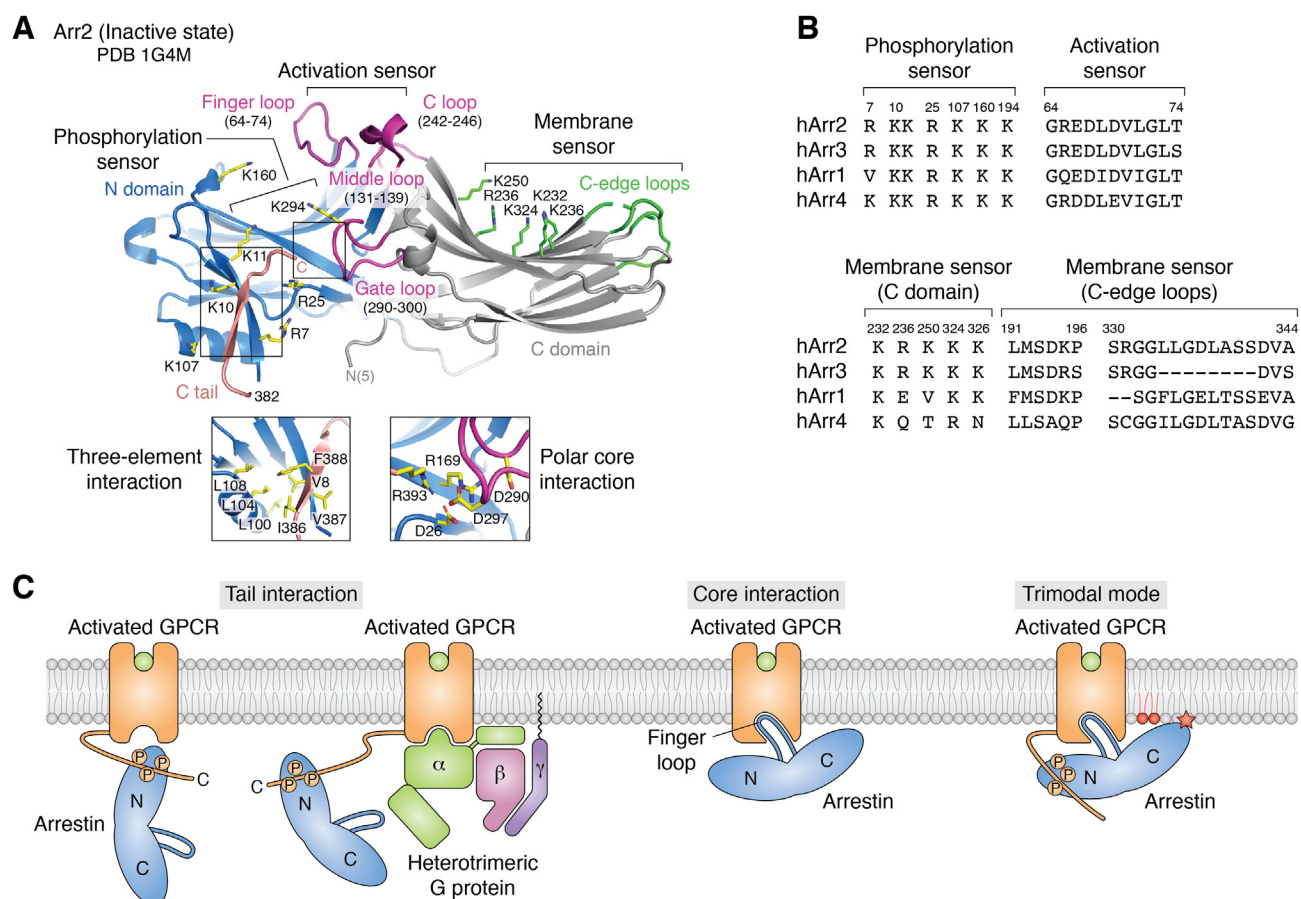 A
Arr2 (Inactive state)
PDB 1G4M
Activation sensor
Finger loop
(64-74)
C loop
(242-246)
Phosphorylation
sensor
Membrane
sensor
N domain
K160
Middle loop
(131-139)
K250
C-edge loops
R236
K232
K294
K324
K236
K11
C
K10
R25
Gate loop
(290-300)
R7
K107
C domain
N(5)
C tail
382
Three-element
interaction
F388
L108
V8
L104
L100
I386
V387
Polar core
interaction
R169
R393
D290
D297
D26
B
Phosphorylation
sensor
Activation
sensor
7 10 25 107 160 194 64 74
hArr2 R KK R K K K GREDLDVLGLT
hArr3 R KK R K K K GREDLDVLGLS
hArr1 V KK R K K K GQEDIDVIGLT
hArr4 K KK R K K K GRDDLEVIGLT
Membrane sensor
(C domain)
Membrane sensor
(C-edge loops)
232 236 250 324 326 191 196 330 344
hArr2 K R K K K LMSDKP SRGGLLGDLASSDVA
hArr3 K R K K K LMSDRS SRGG--------DVS
hArr1 K E V K K FMSDKP --SGFLGELTSSEVA
hArr4 K Q T R N LLSAQP SCGGILGDLTASDVG
C
Tail interaction
Core interaction
Trimodal mode
Activated GPCR
Activated GPCR
Activated GPCR
Activated GPCR
P
P
P
C
N
C
Arrestin
C
P
P
P
N
C
α
β
γ
Heterotrimeric
G protein
Finger
loop
N
C
Arrestin
P
P
P
N
C
Arrestin